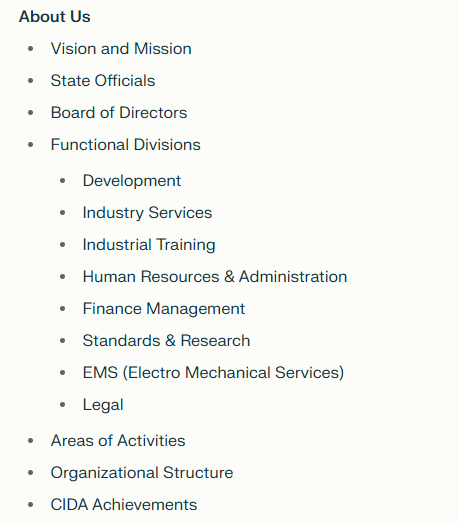 About Us
Vision and Mission
State Officials
Board of Directors
Functional Divisions
Development
Industry Services
Industrial Training
Human Resources & Administration
Finance Management
Standards & Research
EMS (Electro Mechanical Services)
Legal
Areas of Activities
Organizational Structure
CIDA Achievements